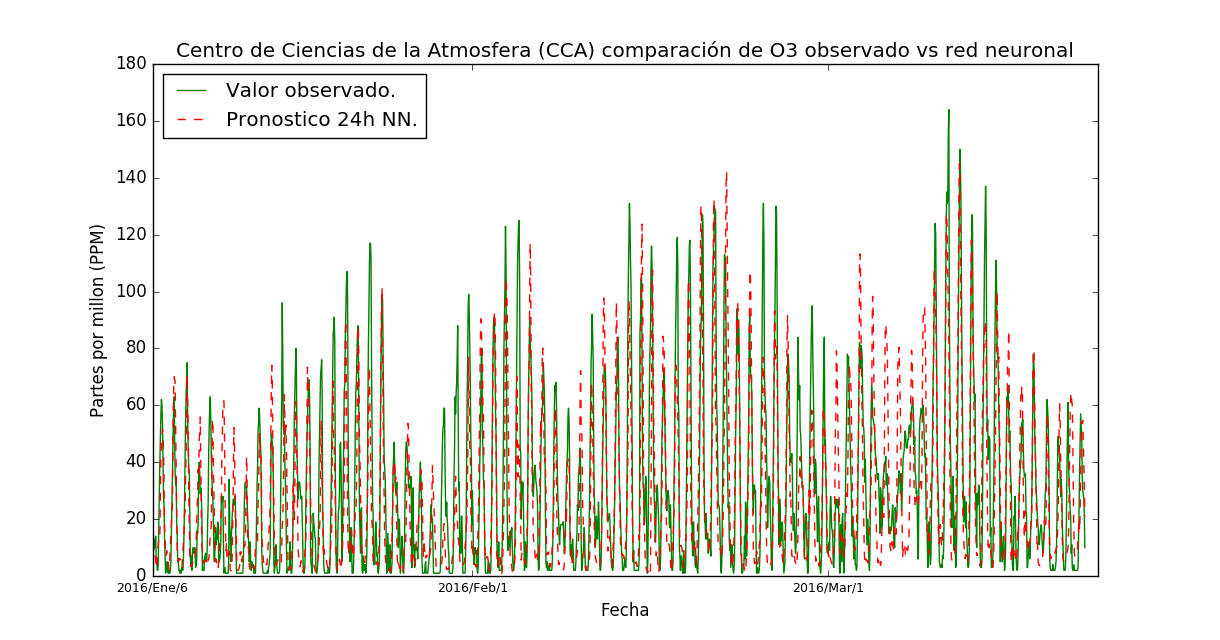 Centro de Ciencias de la Atmosfera (CCA) comparación de O3 observado vs red neuronal
180
160
140
120
100
80
60
40
20
0
Partes por millon (PPM)
Valor observado.
Pronostico 24h NN.
2016/Ene/6
2016/Feb/1
2016/Mar/1
Fecha